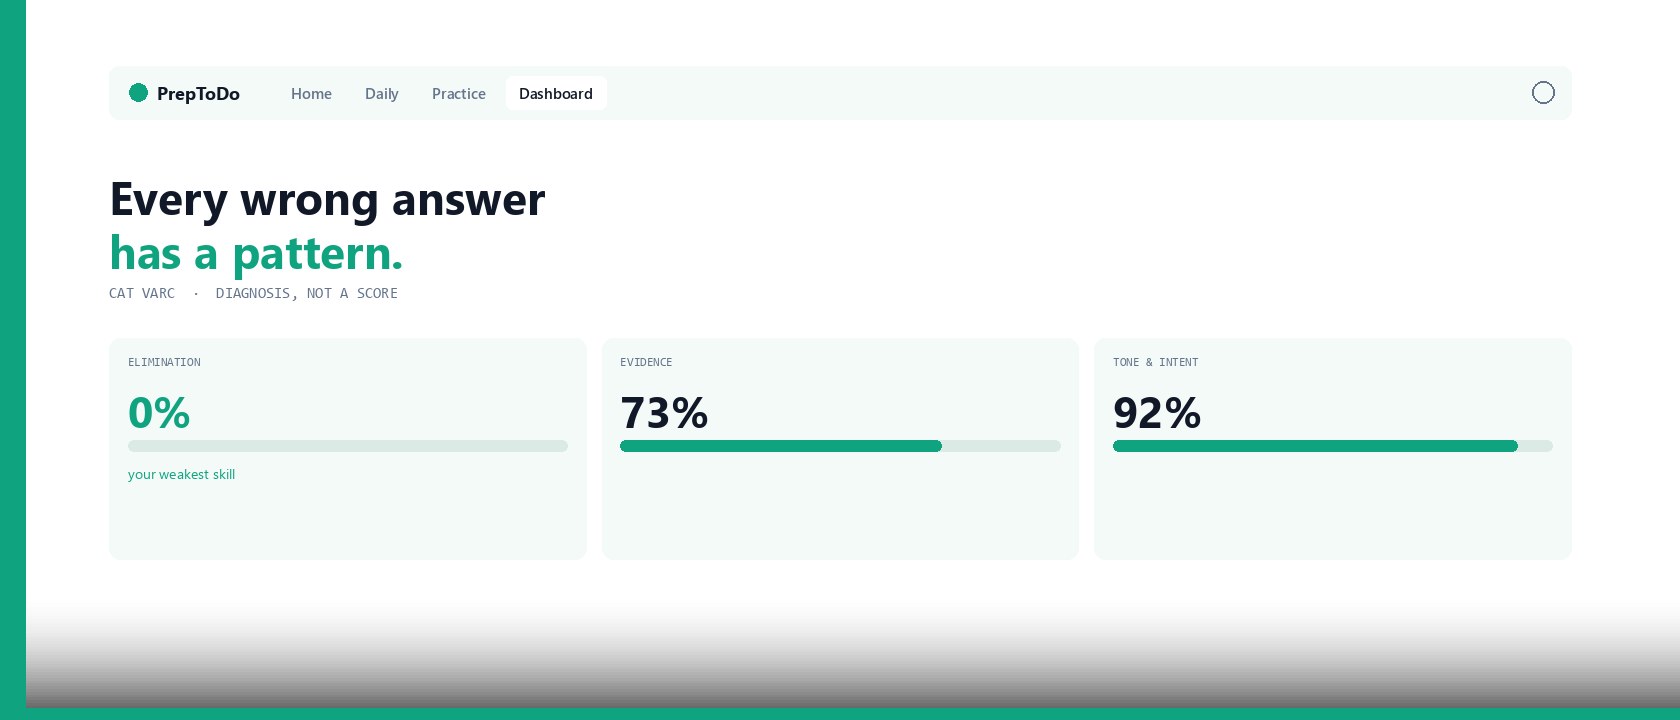 PrepToDo Home Daily Practice Dashboard
Every wrong answer
has a pattern.
CAT VARC · DIAGNOSIS, NOT A SCORE
ELIMINATION
0%
your weakest skill
EVIDENCE
73%
TONE & INTENT
92%